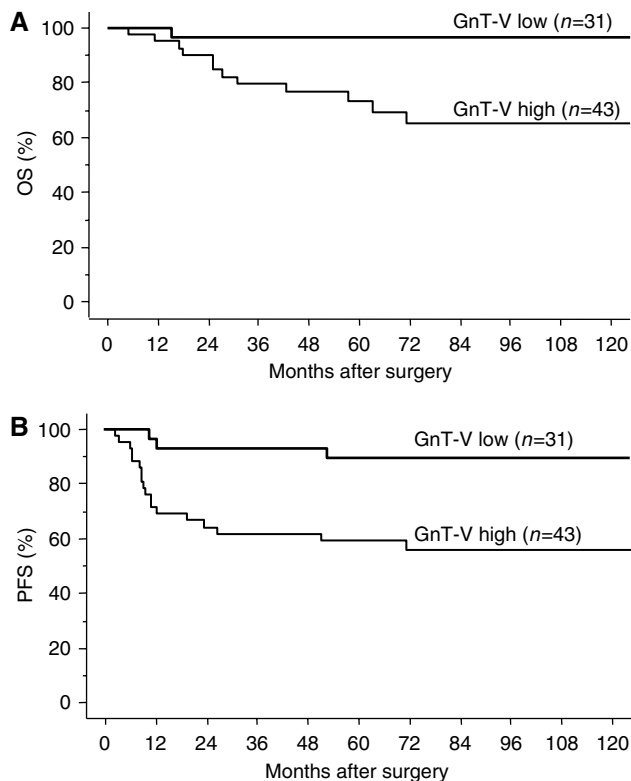 A
100
80
60
40
20
0
OS (%)
GnT-V low (n=31)
GnT-V high (n=43)
0 12 24 36 48 60 72 84 96 108 120
Months after surgery
B
100
80
60
40
20
0
PFS (%)
GnT-V low (n=31)
GnT-V high (n=43)
0 12 24 36 48 60 72 84 96 108 120
Months after surgery